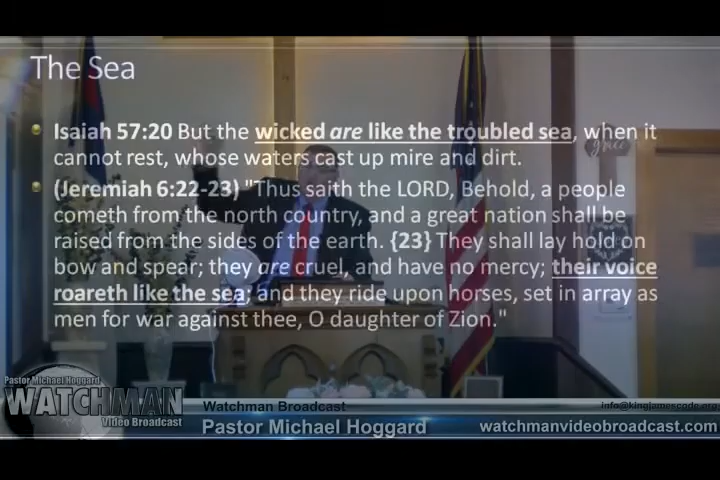 The Sea
Isaiah 57:20 But the wicked are like the troubled sea, when it
cannot rest, whose waters cast up mire and dirt.
(Jeremiah 6:22-23) "Thus saith the LORD, Behold, a people
cometh from the north country, and a great nation shall be
raised from the sides of the earth. {23} They shall lay hold on
bow and spear; they are cruel, and have no mercy; their voice
roareth like the sea; and they ride upon horses, set in array as
men for war against thee, O daughter of Zion."
grace
Pastor Michael Hoggard
WATCHMAN
Video Broadcast
Watchman Broadcast
info@kingjamescode.org
Pastor Michael Hoggard
watchmanvideobroadcast.com